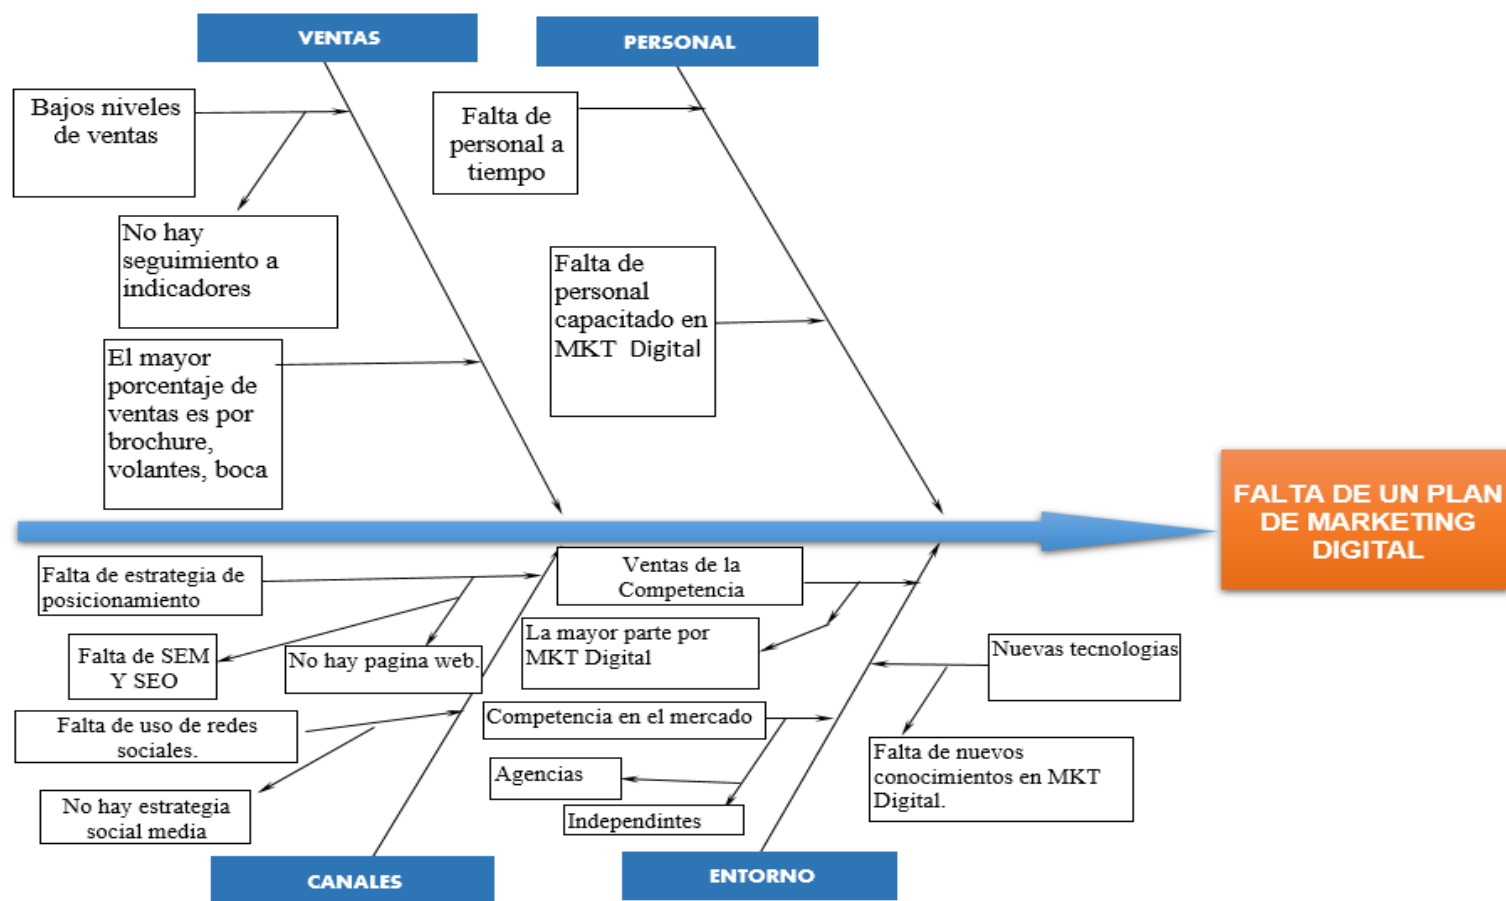 VENTAS
PERSONAL
Bajos niveles
de ventas
Falta de
personal a
tiempo
No hay
seguimiento a
indicadores
Falta de
personal
capacitado en
MKT Digital
El mayor
porcentaje de
ventas es por
brochure,
volantes, boca
FALTA DE UN PLAN
DE MARKETING
DIGITAL
Falta de estrategia de
posicionamiento
Ventas de la
Competencia
Falta de SEM
Y SEO
No hay pagina web.
La mayor parte por
MKT Digital
Nuevas tecnologias
Falta de uso de redes
sociales.
Competencia en el mercado
Agencias
Falta de nuevos
conocimientos en MKT
Digital.
No hay estrategia
social media
Independintes
CANALES
ENTORNO